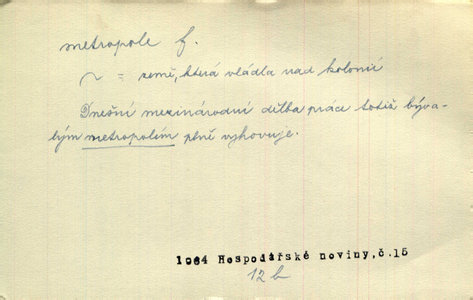 metropole f.
~ = země, která vládla nad kolonií
Dnešní mezinárodní dělba práce totiž býva-
lým metropolím plně vyhovuje.
1964 Hospodářské noviny, č.15
12 b